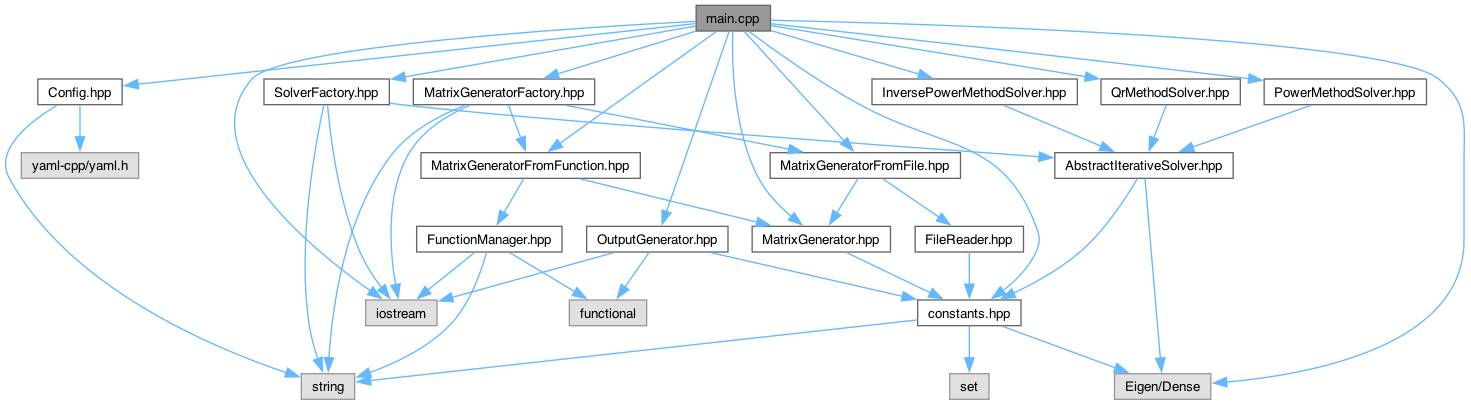 main.cpp
Config.hpp
SolverFactory.hpp
MatrixGeneratorFactory.hpp
InversePowerMethodSolver.hpp
QrMethodSolver.hpp
PowerMethodSolver.hpp
yaml-cpp/yaml.h
MatrixGeneratorFromFunction.hpp
MatrixGeneratorFromFile.hpp
AbstractIterativeSolver.hpp
FunctionManager.hpp
OutputGenerator.hpp
MatrixGenerator.hpp
FileReader.hpp
iostream
functional
constants.hpp
string
set
Eigen/Dense